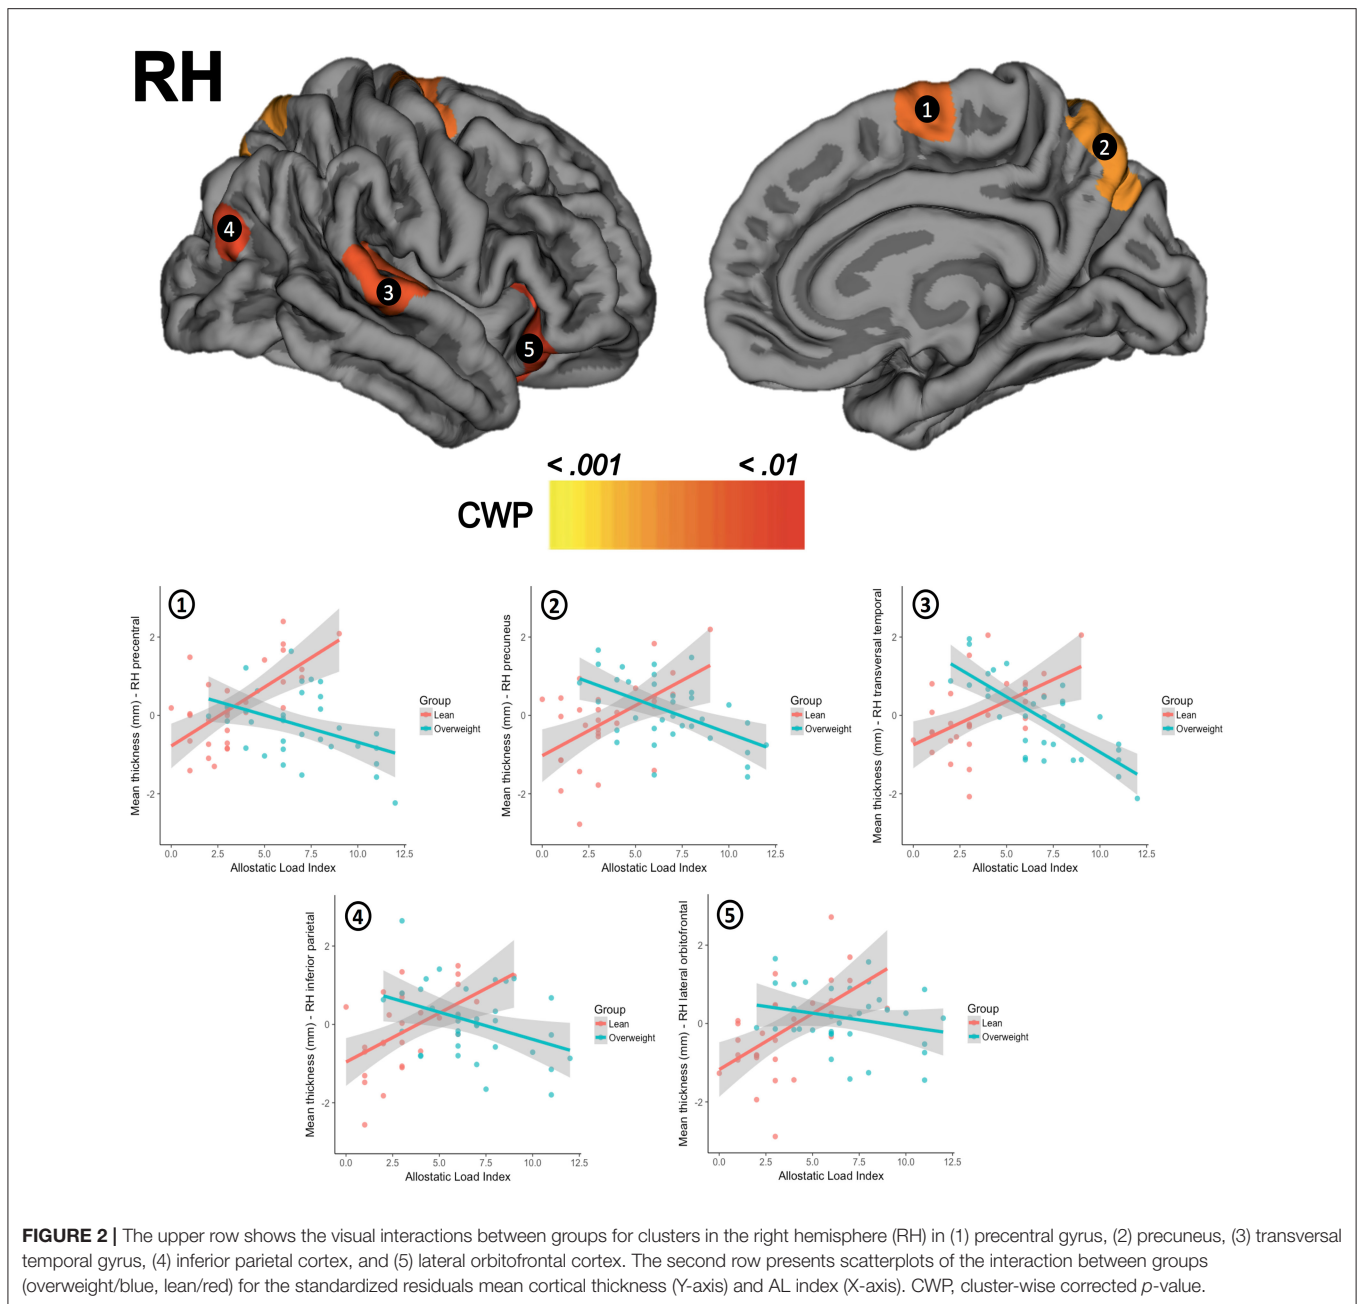 RH
1
2
3
4
5
< .001 < .01
CWP
1
Mean thickness (mm) - RH precentral
2
0
-2
0.0 2.5 5.0 7.5 10.0 12.5
Allostatic Load Index
Group
Lean
Overweight
2
Mean thickness (mm) - RH precuneus
2
0
-2
0.0 2.5 5.0 7.5 10.0 12.5
Allostatic Load Index
Group
Lean
Overweight
3
Mean thickness (mm) - RH transversal temporal
2
0
-2
0.0 2.5 5.0 7.5 10.0 12.5
Allostatic Load Index
Group
Lean
Overweight
4
Mean thickness (mm) - RH inferior parietal
2
0
-2
0.0 2.5 5.0 7.5 10.0 12.5
Allostatic Load Index
Group
Lean
Overweight
5
Mean thickness (mm) - RH lateral orbitofrontal
2
0
-2
0.0 2.5 5.0 7.5 10.0 12.5
Allostatic Load Index
Group
Lean
Overweight
FIGURE 2 | The upper row shows the visual interactions between groups for clusters in the right hemisphere (RH) in (1) precentral gyrus, (2) precuneus, (3) transversal
temporal gyrus, (4) inferior parietal cortex, and (5) lateral orbitofrontal cortex. The second row presents scatterplots of the interaction between groups
(overweight/blue, lean/red) for the standardized residuals mean cortical thickness (Y-axis) and AL index (X-axis). CWP, cluster-wise corrected p-value.